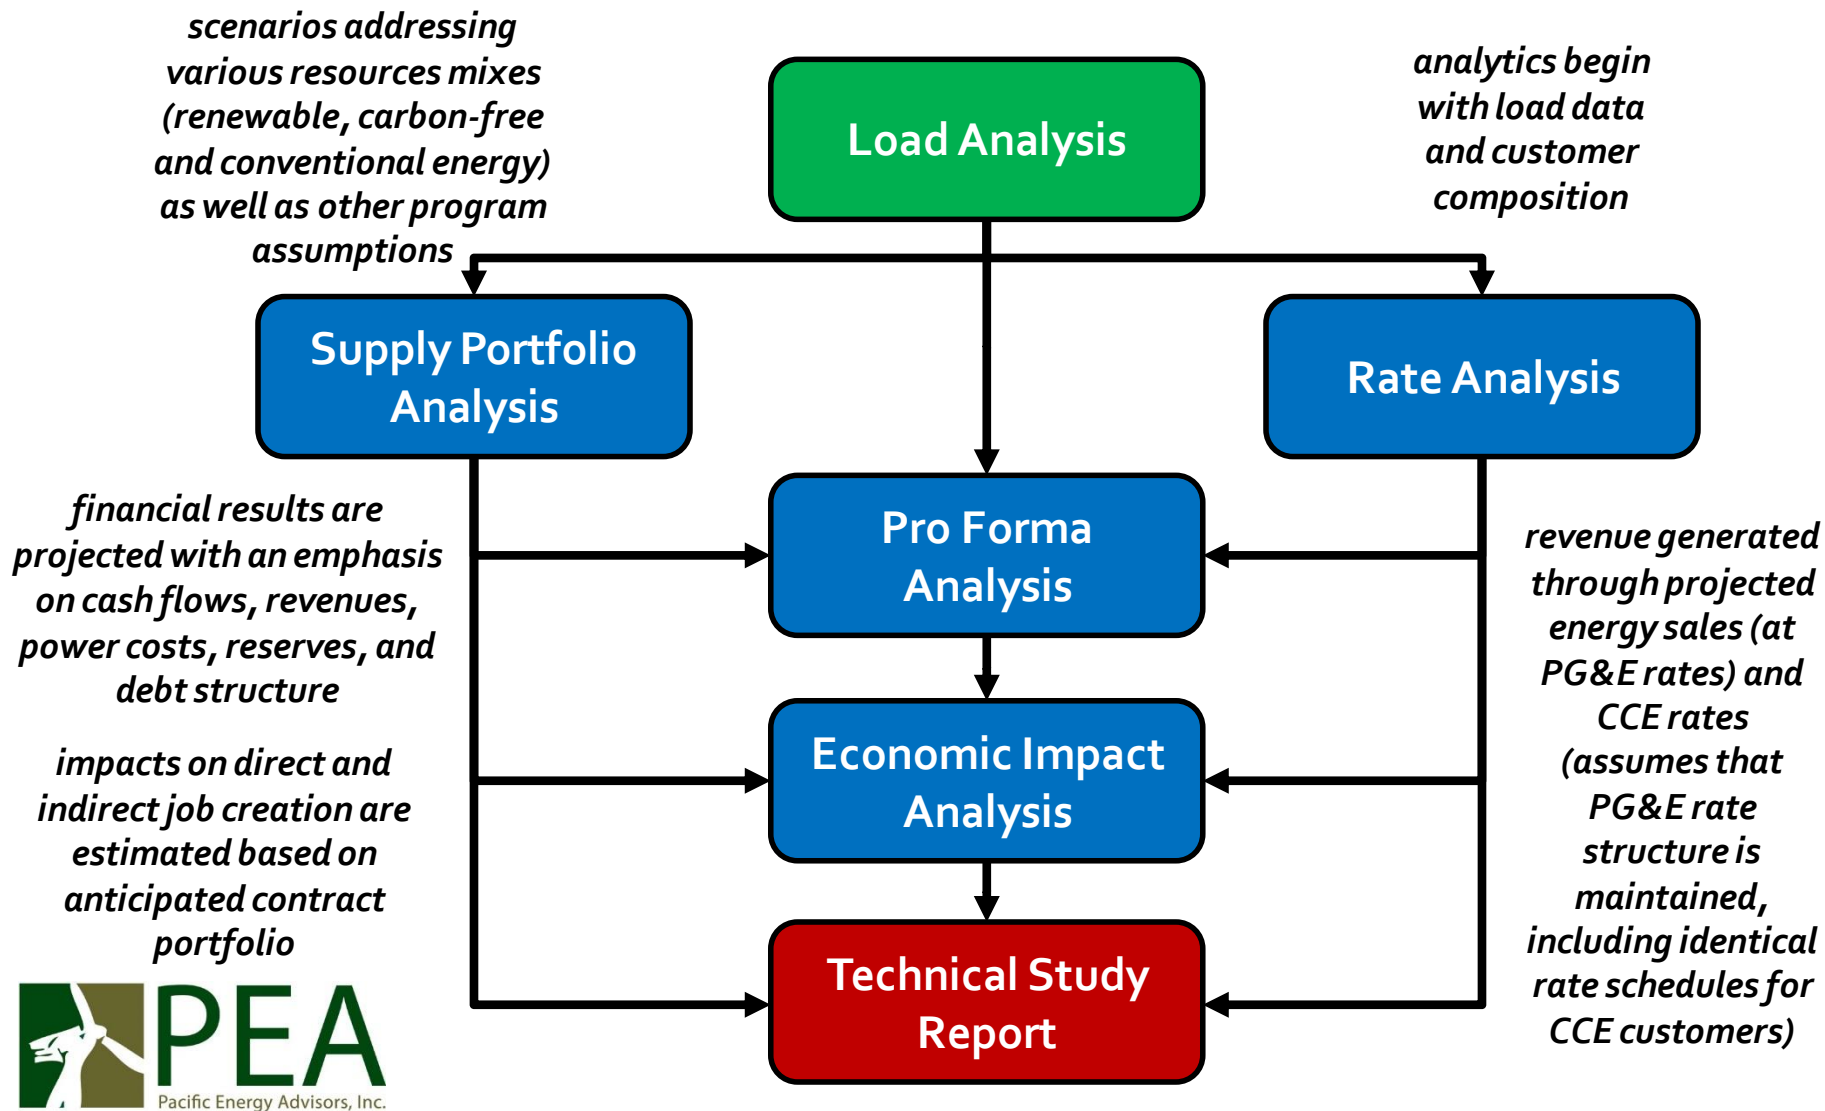 scenarios addressing
various resources mixes
(renewable, carbon-free
and conventional energy)
as well as other program
assumptions
Load Analysis
analytics begin
with load data
and customer
composition
Supply Portfolio
Analysis
Rate Analysis
financial results are
projected with an emphasis
on cash flows, revenues,
power costs, reserves, and
debt structure
Pro Forma
Analysis
revenue generated
through projected
energy sales (at
PG&E rates) and
CCE rates
(assumes that
PG&E rate
structure is
maintained,
including identical
rate schedules for
CCE customers)
impacts on direct and
indirect job creation are
estimated based on
anticipated contract
portfolio
Economic Impact
Analysis
Technical Study
Report
PEA
Pacific Energy Advisors, Inc.